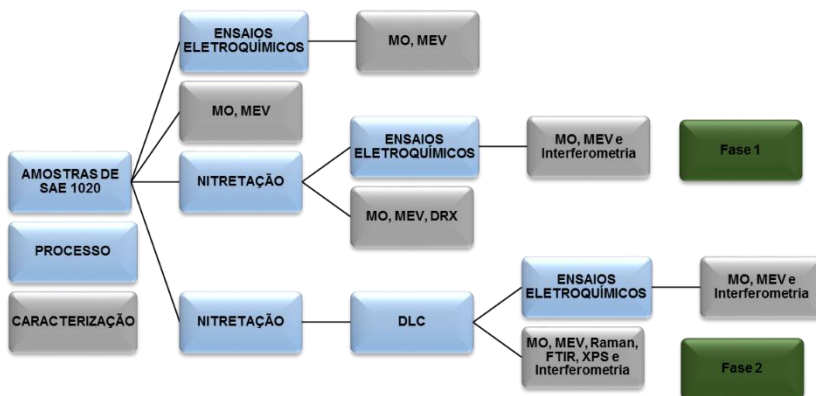 ENSAIOS
ELETROQUÍMICOS
MO, MEV
MO, MEV
ENSAIOS
ELETROQUÍMICOS
MO, MEV e
Interferometria
Fase 1
AMOSTRAS DE
SAE 1020
NITRETAÇÃO
MO, MEV, DRX
PROCESSO
ENSAIOS
ELETROQUÍMICOS
MO, MEV e
Interferometria
CARACTERIZAÇÃO
NITRETAÇÃO
DLC
MO, MEV, Raman,
FTIR, XPS e
Interferometria
Fase 2